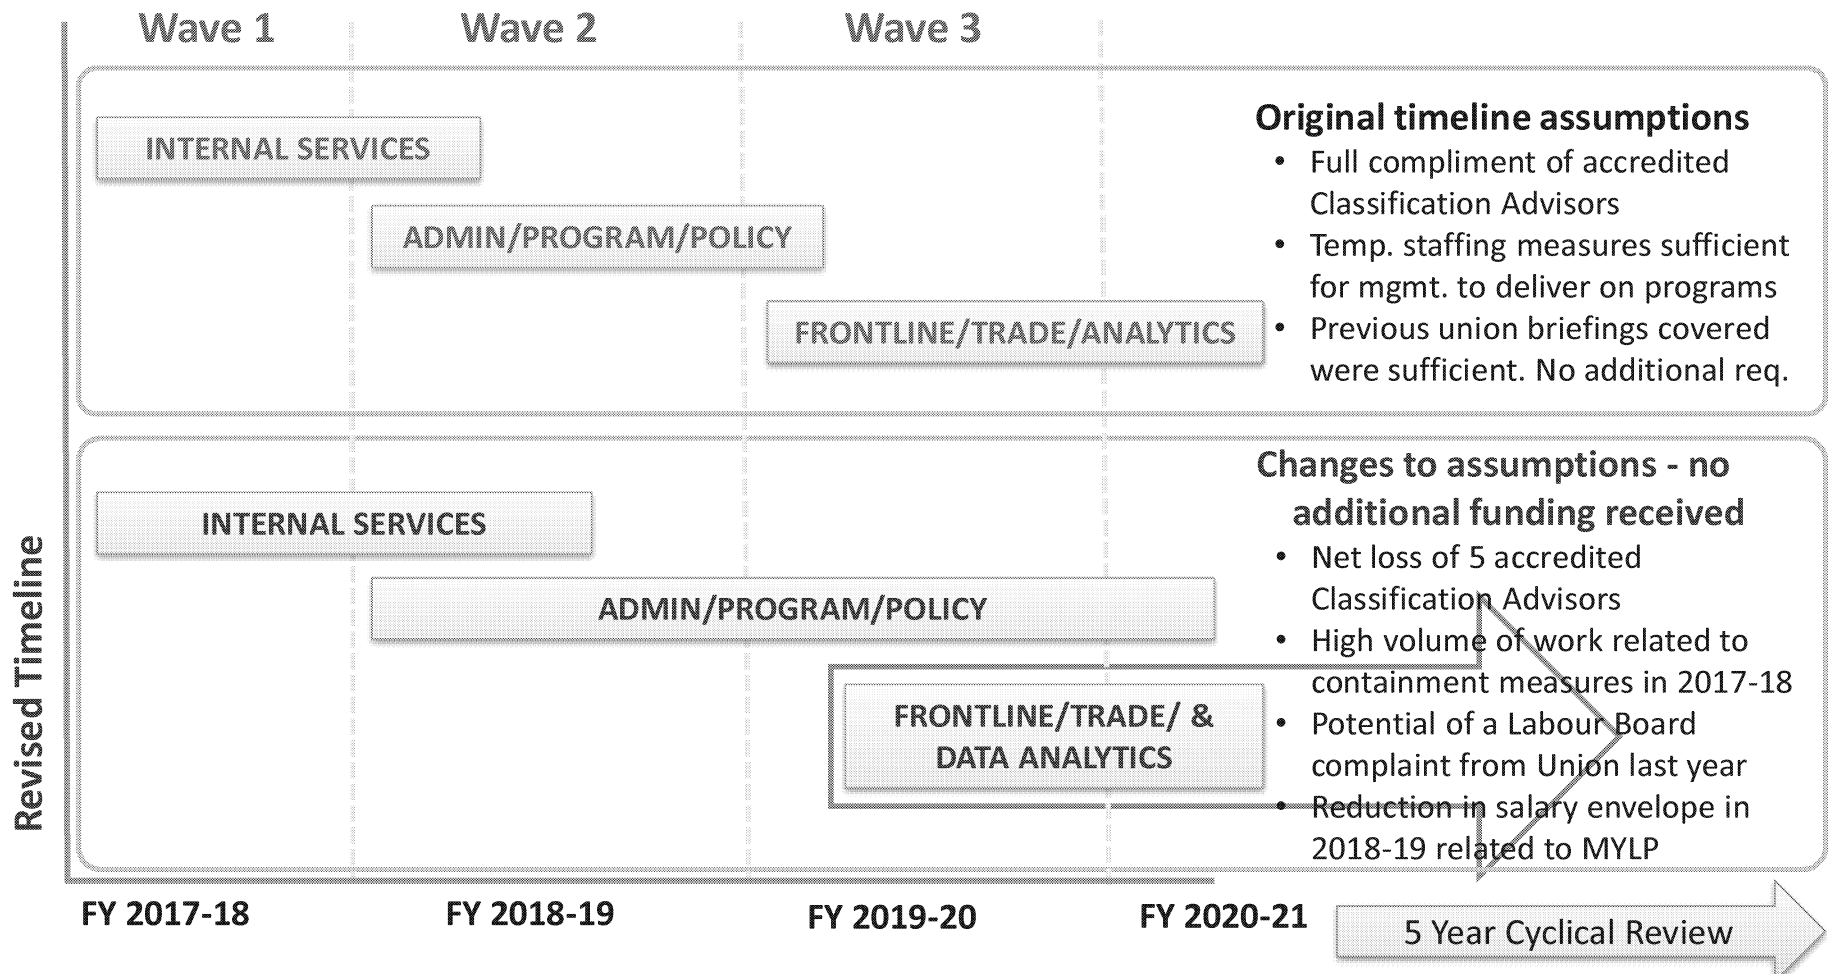 Wave 1 Wave 2 Wave 3
INTERNAL SERVICES
ADMIN/PROGRAM/POLICY
FRONTLINE/TRADE/ANALYTICS
Original timeline assumptions
• Full compliment of accredited
Classification Advisors
• Temp. staffing measures sufficient
for mgmt. to deliver on programs
• Previous union briefings covered
were sufficient. No additional req.
Revised Timeline
INTERNAL SERVICES
ADMIN/PROGRAM/POLICY
FRONTLINE/TRADE/ &
DATA ANALYTICS
Changes to assumptions - no
additional funding received
• Net loss of 5 accredited
Classification Advisors
• High volume of work related to
containment measures in 2017-18
• Potential of a Labour Board
complaint from Union last year
• Reduction in salary envelope in
2018-19 related to MYLP
FY 2017-18 FY 2018-19 FY 2019-20 FY 2020-21
5 Year Cyclical Review